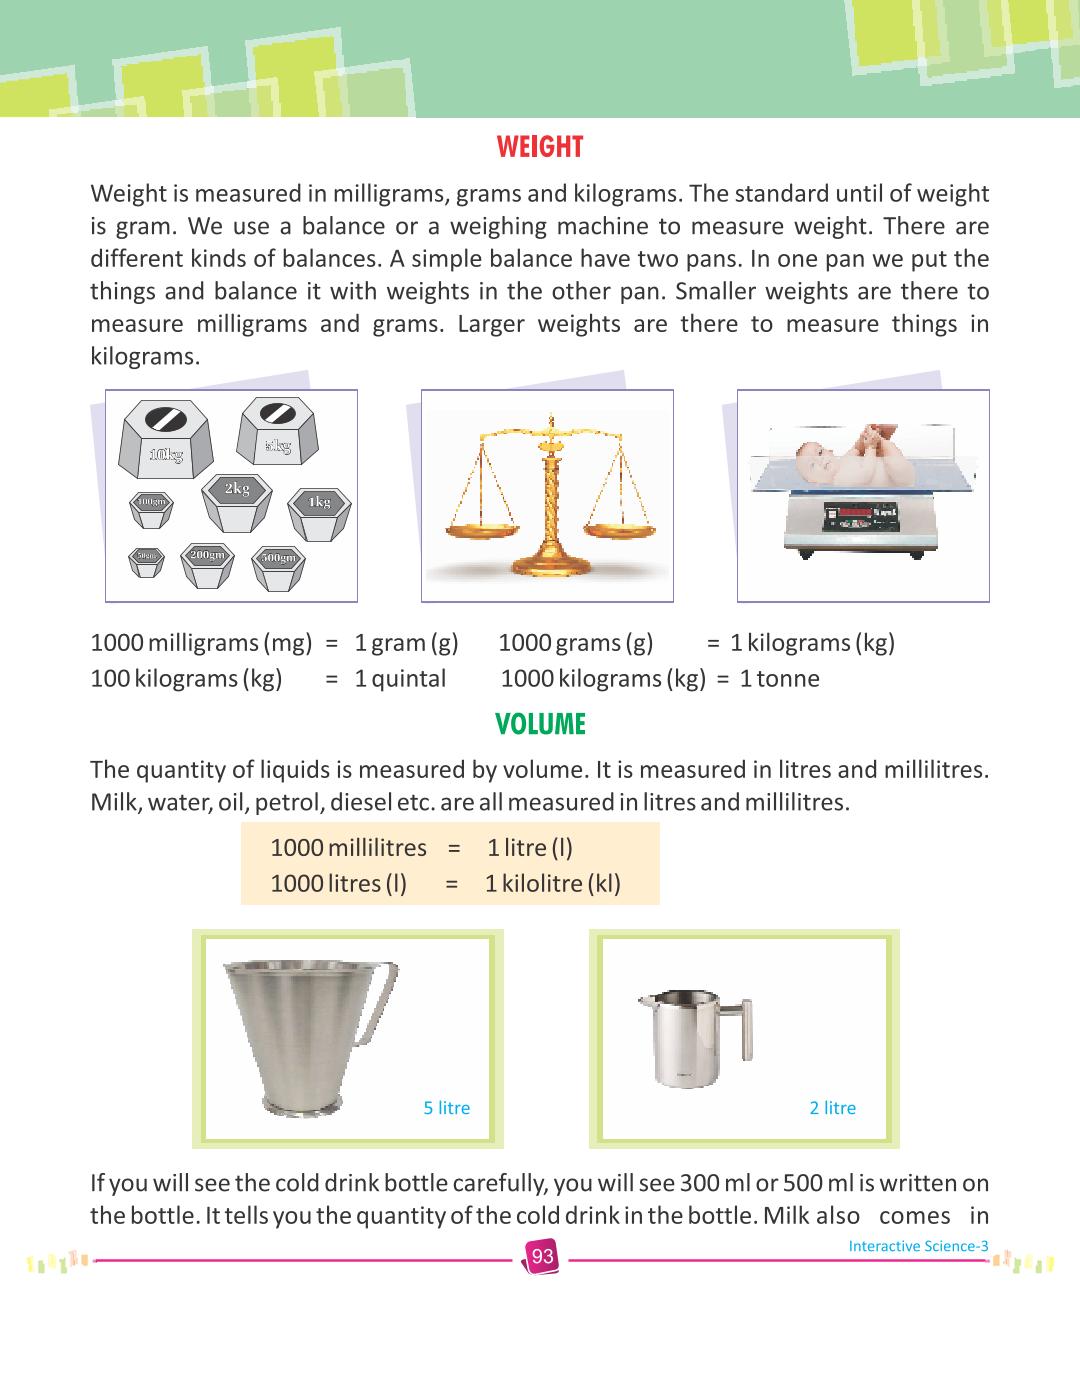 WEIGHT
Weight is measured in milligrams, grams and kilograms. The standard until of weight
is gram. We use a balance or a weighing machine to measure weight. There are
different kinds of balances. A simple balance have two pans. In one pan we put the
things and balance it with weights in the other pan. Smaller weights are there to
measure milligrams and grams. Larger weights are there to measure things in
kilograms.
10kg 5kg
2kg
100gm 1kg
50gm 200gm 500gm
1000 milligrams (mg) = 1 gram (g) 1000 grams (g) = 1 kilograms (kg)
100 kilograms (kg) = 1 quintal 1000 kilograms (kg) = 1 tonne
VOLUME
The quantity of liquids is measured by volume. It is measured in litres and millilitres.
Milk, water, oil, petrol, diesel etc. are all measured in litres and millilitres.
1000 millilitres = 1 litre (l)
1000 litres (l) = 1 kilolitre (kl)
5 litre 2 litre
If you will see the cold drink bottle carefully, you will see 300 ml or 500 ml is written on
the bottle. It tells you the quantity of the cold drink in the bottle. Milk also comes in
Interactive Science-3
93